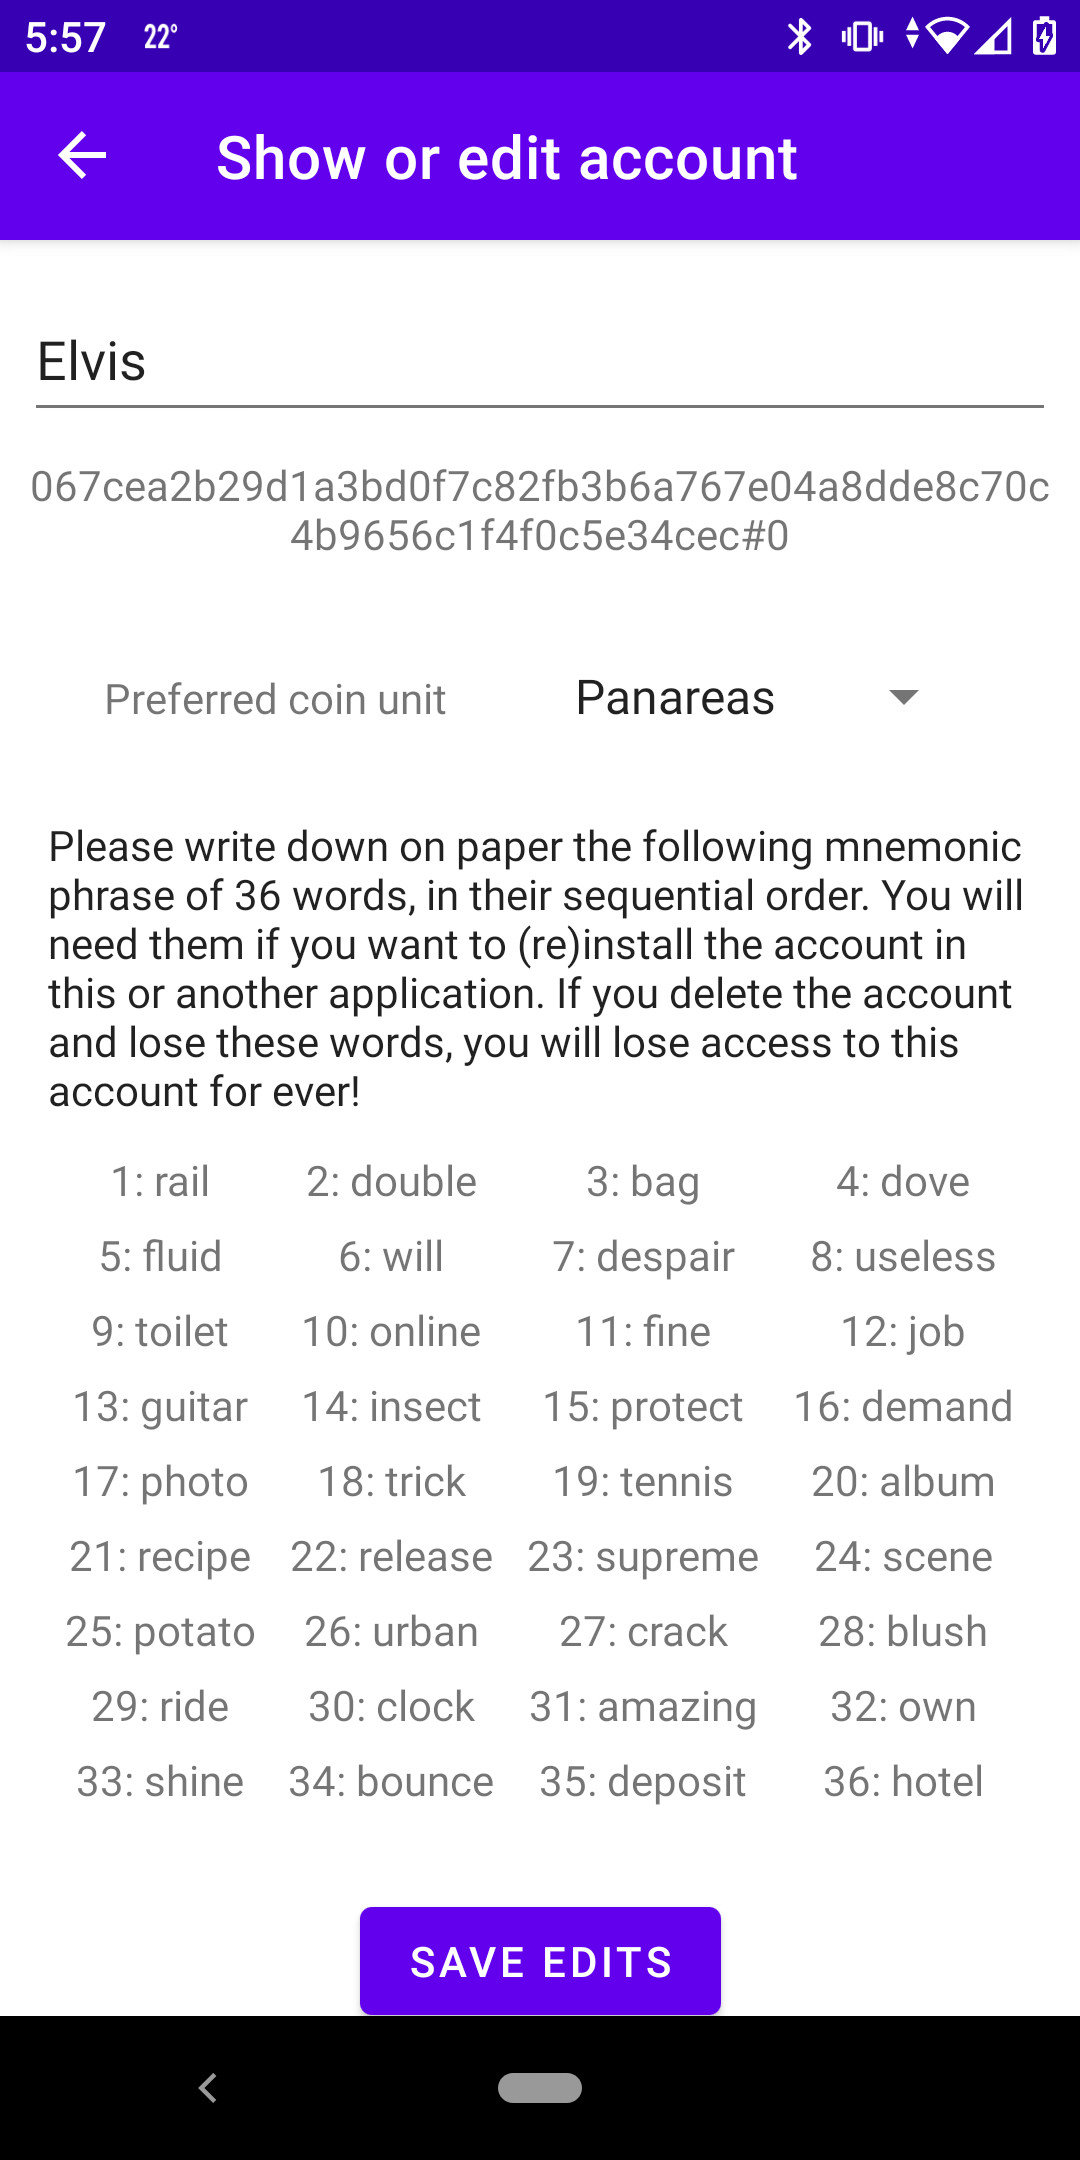 5:57 22°
Show or edit account
Elvis
067cea2b29d1a3bd0f7c82fb3b6a767e04a8dde8c70c
4b9656c1f4f0c5e34cec#0
Preferred coin unit Panareas
Please write down on paper the following mnemonic
phrase of 36 words, in their sequential order. You will
need them if you want to (re)install the account in
this or another application. If you delete the account
and lose these words, you will lose access to this
account for ever!
1: rail 2: double 3: bag 4: dove
5: fluid 6: will 7: despair 8: useless
9: toilet 10: online 11: fine 12: job
13: guitar 14: insect 15: protect 16: demand
17: photo 18: trick 19: tennis 20: album
21: recipe 22: release 23: supreme 24: scene
25: potato 26: urban 27: crack 28: blush
29: ride 30: clock 31: amazing 32: own
33: shine 34: bounce 35: deposit 36: hotel
SAVE EDITS